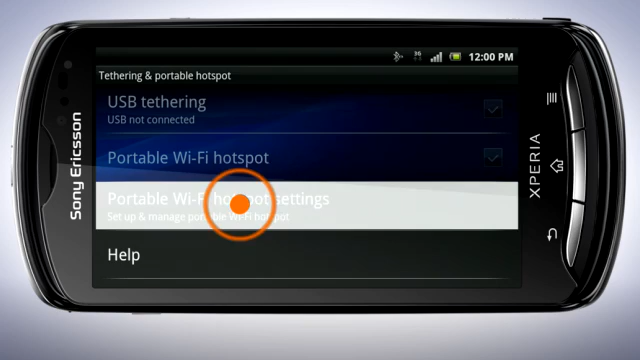 3G
12:00 PM
Tethering & portable hotspot
USB tethering
USB not connected
Portable Wi-Fi hotspot
Portable Wi-Fi hotspot settings
Set up & manage portable Wi-Fi hotspot
Help
Sony Ericsson
XPERIA